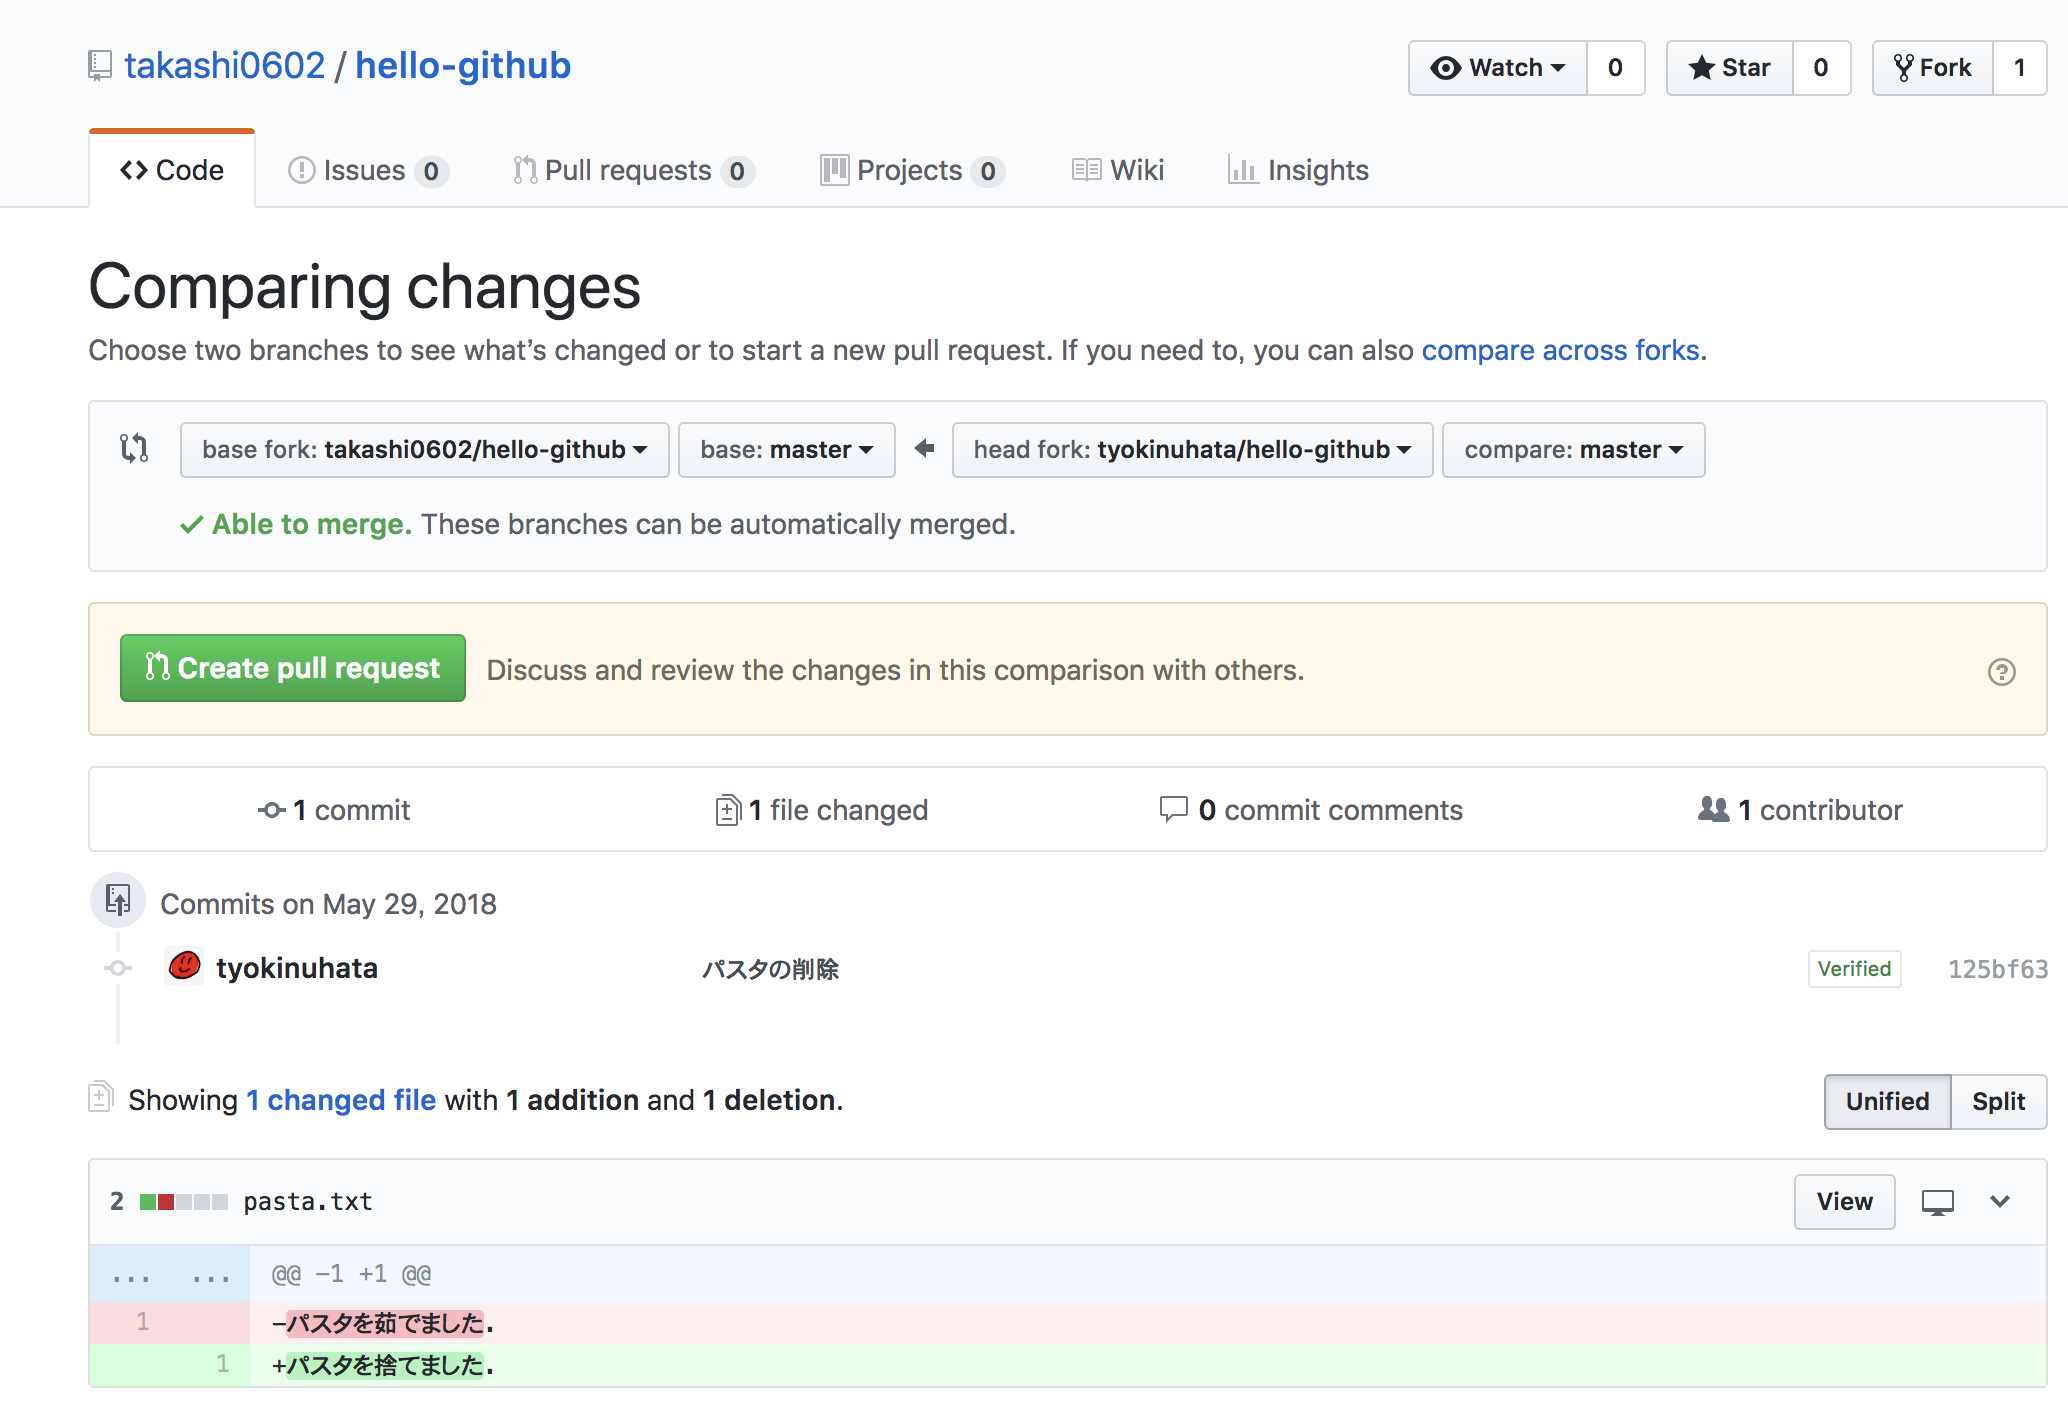 takashi0602 / hello-github
Watch 0 Star 0 Fork 1
Code Issues 0 Pull requests 0 Projects 0 Wiki Insights
Comparing changes
Choose two branches to see what’s changed or to start a new pull request. If you need to, you can also compare across forks.
base fork: takashi0602/hello-github base: master head fork: tyokinuhata/hello-github compare: master
Able to merge. These branches can be automatically merged.
Create pull request Discuss and review the changes in this comparison with others.
1 commit 1 file changed 0 commit comments 1 contributor
Commits on May 29, 2018
tyokinuhata パスタの削除 Verified 125bf63
Showing 1 changed file with 1 addition and 1 deletion. Unified Split
2 pasta.txt View
... ... @@ -1 +1 @@
1 -パスタを茹でました.
1 +パスタを捨てました.